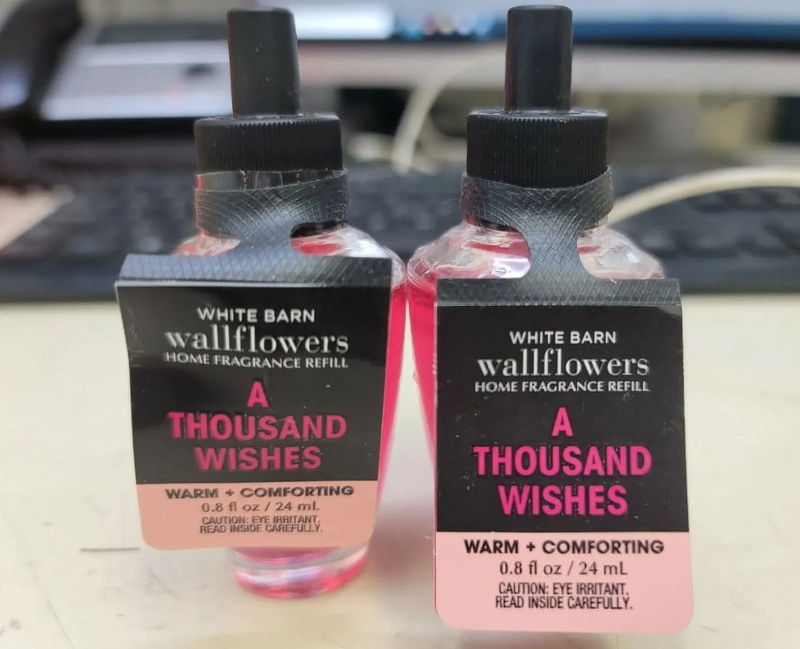 WHITE BARN
wallflowers
HOME FRAGRANCE REFILL
A
THOUSAND
WISHES
WARM + COMFORTING
0.8 fl oz / 24 mL
CAUTION: EYE IRRITANT.
READ INSIDE CAREFULLY.
WHITE BARN
wallflowers
HOME FRAGRANCE REFILL
A
THOUSAND
WISHES
WARM + COMFORTING
0.8 fl oz / 24 mL
CAUTION: EYE IRRITANT.
READ INSIDE CAREFULLY.